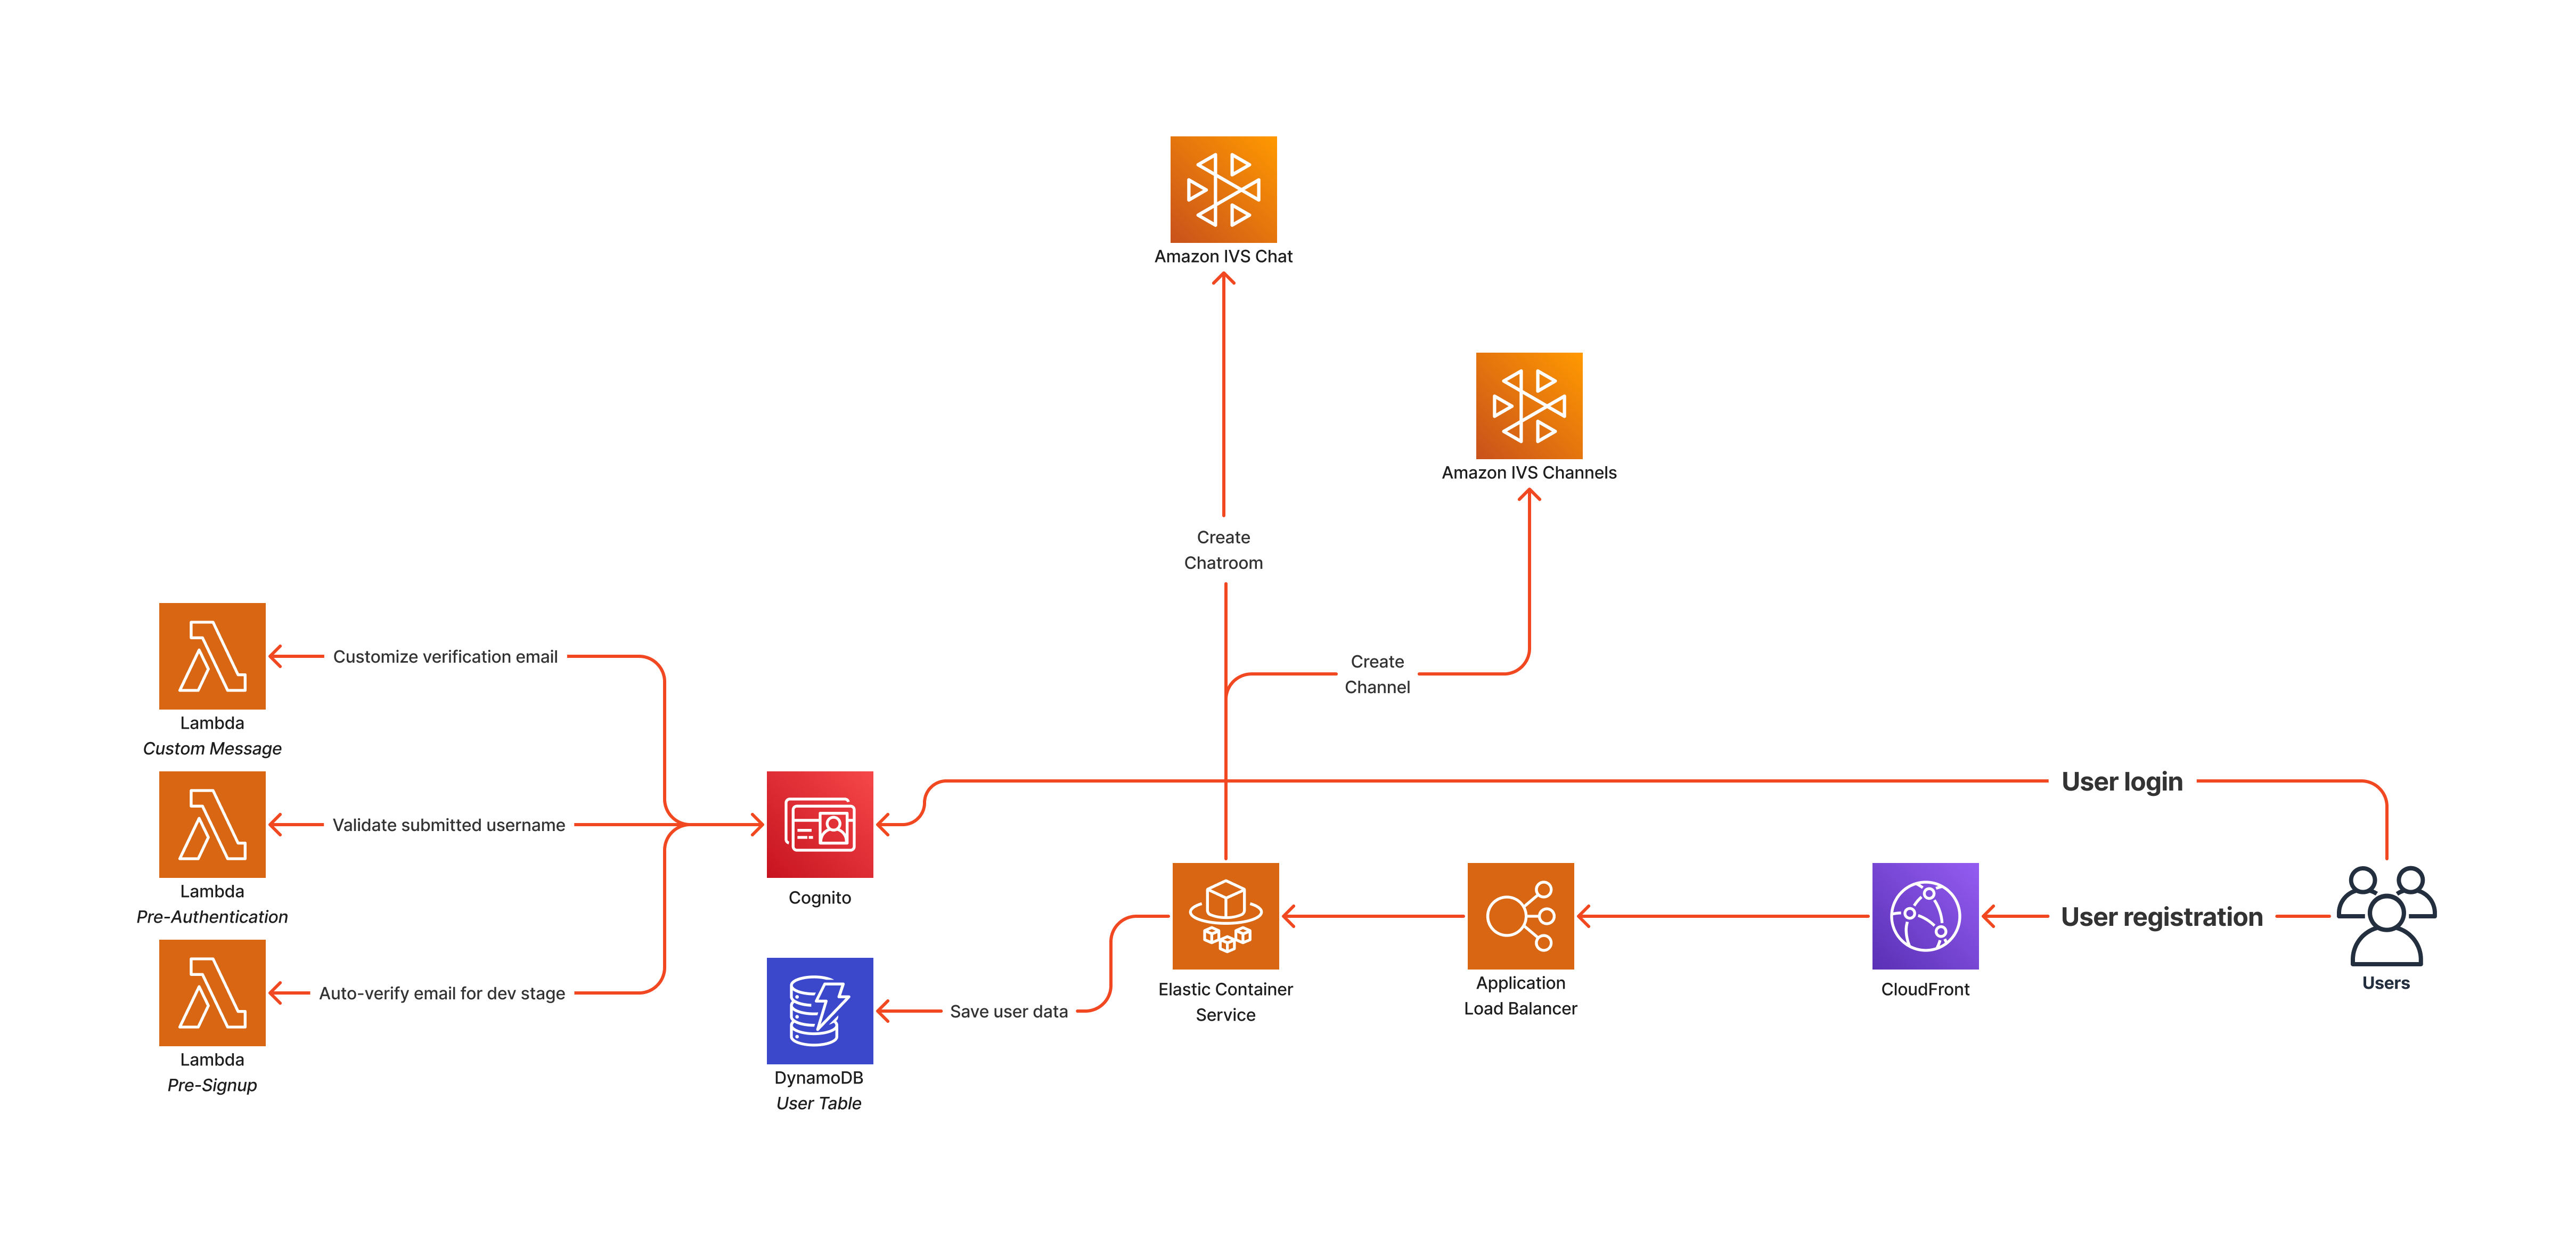 Amazon IVS Chat
Amazon IVS Channels
Create
Chatroom
Create
Channel
Customize verification email
Lambda
Custom Message
User login
Validate submitted username
Cognito
Lambda
Pre-Authentication
User registration
Elastic Container
Service
Application
Load Balancer
CloudFront
Users
Auto-verify email for dev stage
Save user data
Lambda
Pre-Signup
DynamoDB
User Table